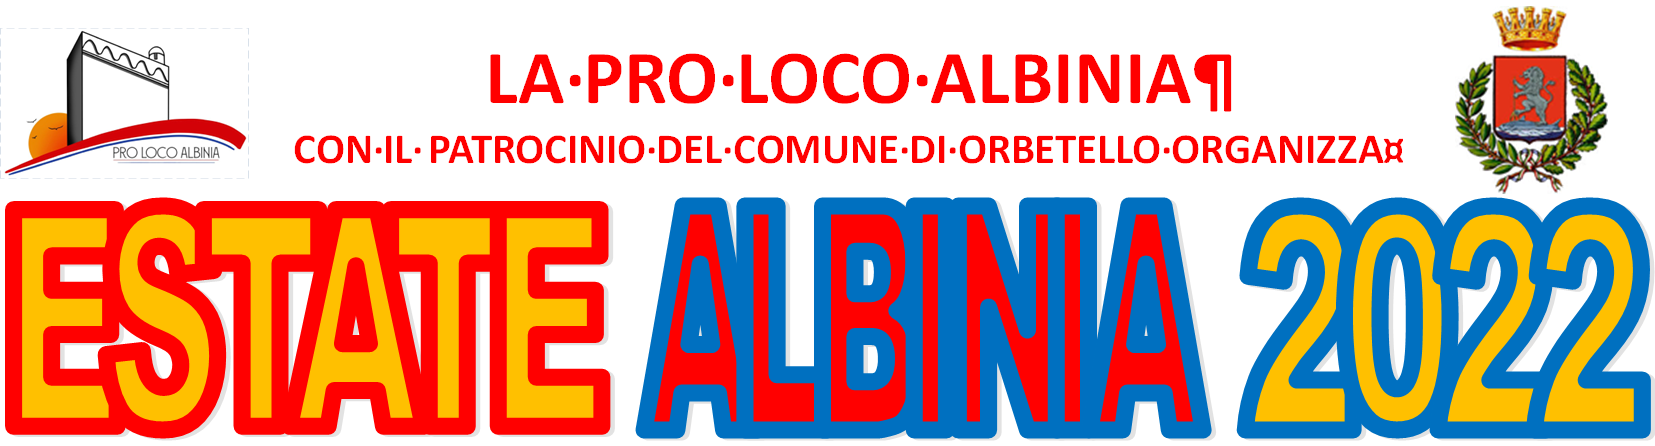 LA·PRO·LOCO·ALBINIA¶
CON·IL·PATROCINIO·DEL·COMUNE·DI·ORBETELLO·ORGANIZZA¤
PRO LOCO ALBINIA
ESTATE ALBINIA 2022